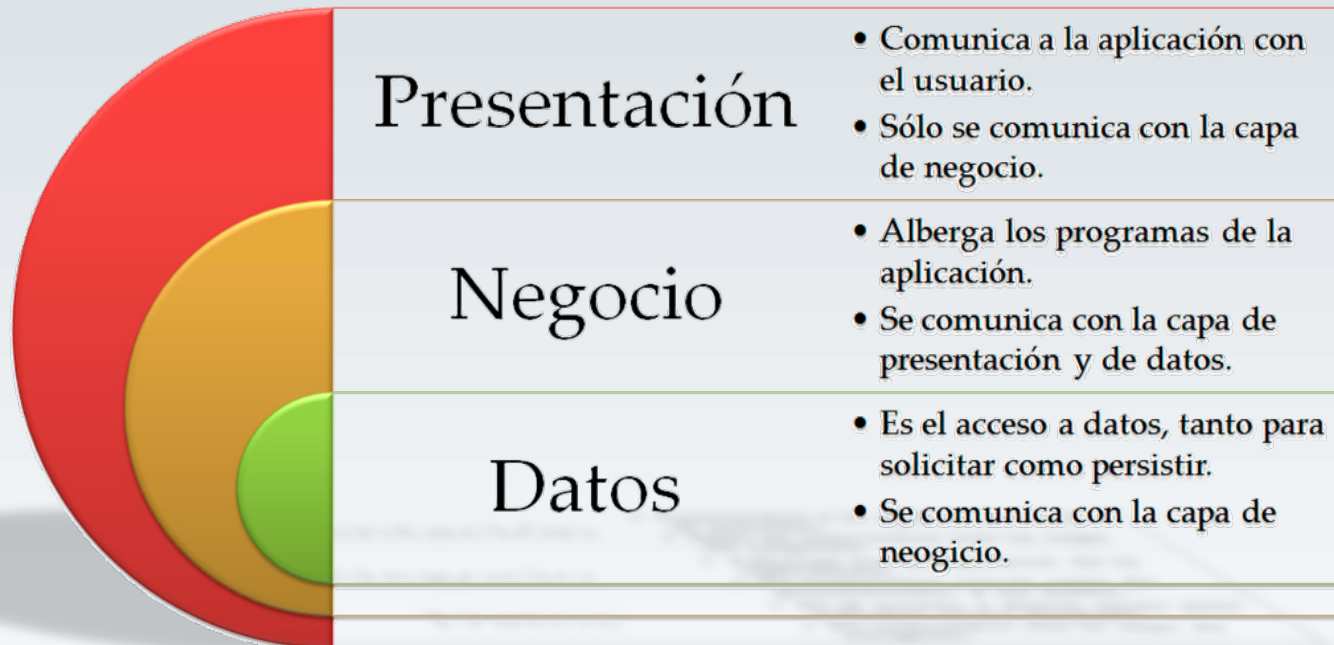 Presentación
• Comunica a la aplicación con
el usuario.
• Sólo se comunica con la capa
de negocio.
Negocio
• Alberga los programas de la
aplicación.
• Se comunica con la capa de
presentación y de datos.
Datos
• Es el acceso a datos, tanto para
solicitar como persistir.
• Se comunica con la capa de
neogicio.